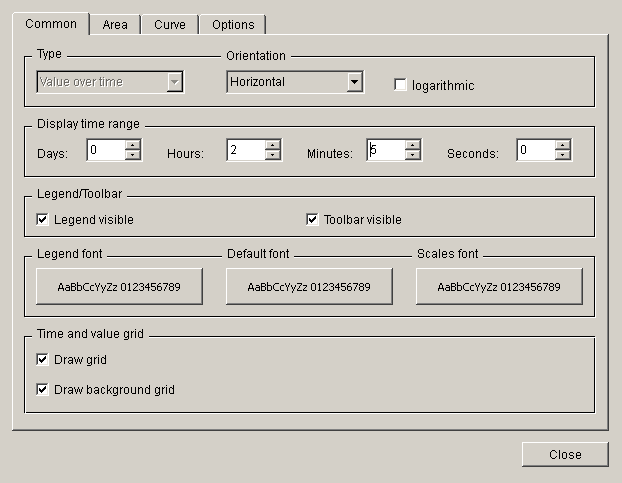 Common Area Curve Options
Type Orientation
Value over time Horizontal logarithmic
Display time range
Days: 0 Hours: 2 Minutes: 5 Seconds: 0
Legend/Toolbar
Legend visible Toolbar visible
Legend font Default font Scales font
AaBbCcYyZz 0123456789 AaBbCcYyZz 0123456789 AaBbCcYyZz 0123456789
Time and value grid
Draw grid
Draw background grid
Close